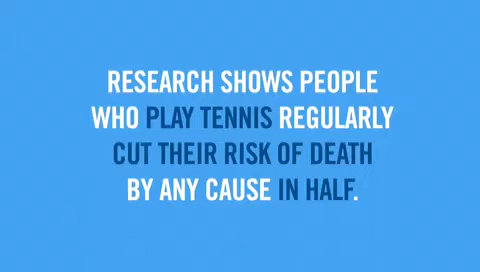 RESEARCH SHOWS PEOPLE
WHO PLAY TENNIS REGULARLY
CUT THEIR RISK OF DEATH
BY ANY CAUSE IN HALF.